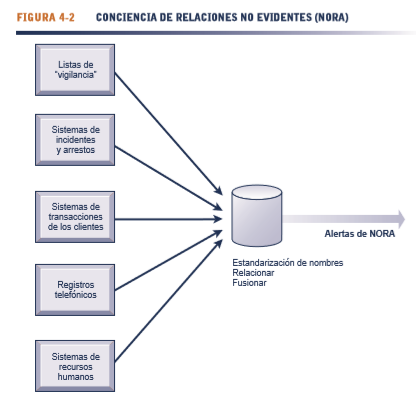 FIGURA 4-2 CONCIENCIA DE RELACIONES NO EVIDENTES (NORA)
Listas de
"vigilancia"
Sistemas de
incidentes
y arrestos
Sistemas de
transacciones
de los clientes
Registros
telefónicos
Sistemas de
recursos
humanos
Alertas de NORA
Estandarización de nombres
Relacionar
Fusionar